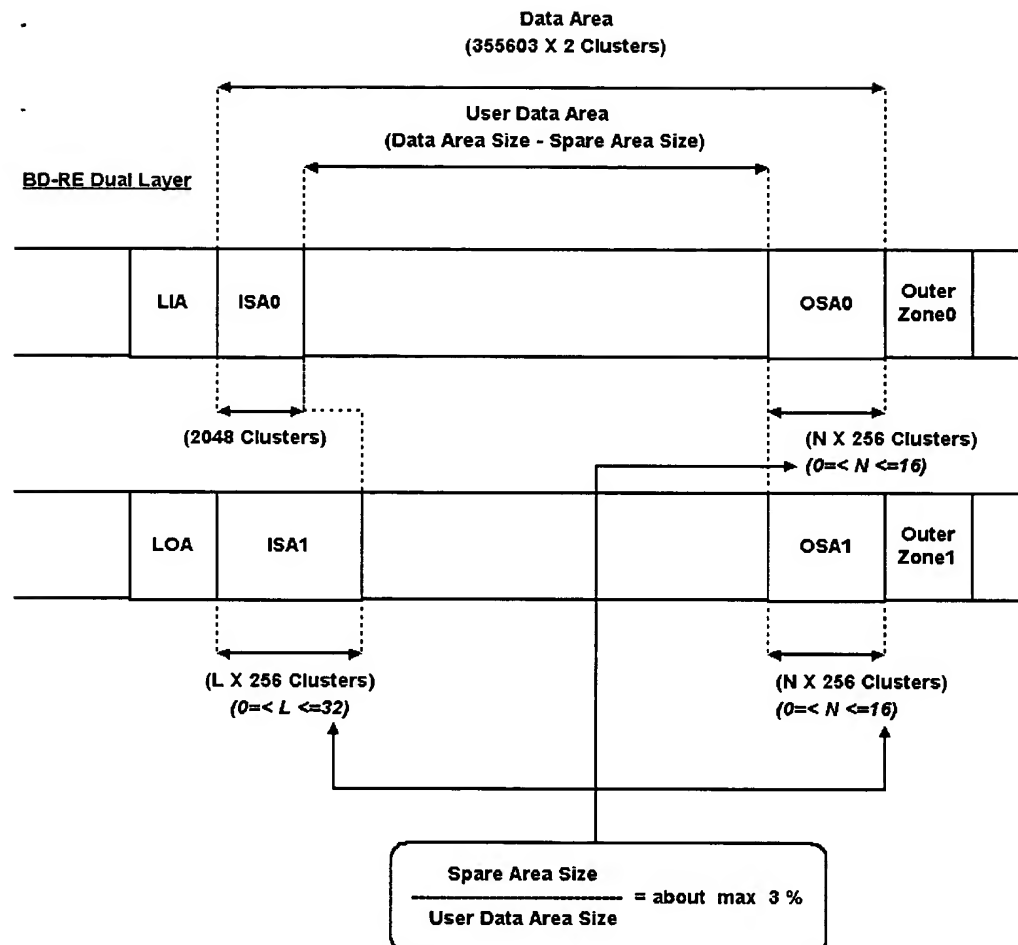 Data Area
(355603 X 2 Clusters)
User Data Area
(Data Area Size - Spare Area Size)
BD-RE Dual Layer
LIA
ISA0
OSA0
Outer
Zone0
(2048 Clusters)
(N X 256 Clusters)
(0=< N <=16)
LOA
ISA1
OSA1
Outer
Zone1
(L X 256 Clusters)
(0=< L <=32)
(N X 256 Clusters)
(0=< N <=16)
Spare Area Size
User Data Area Size
= about max 3 %